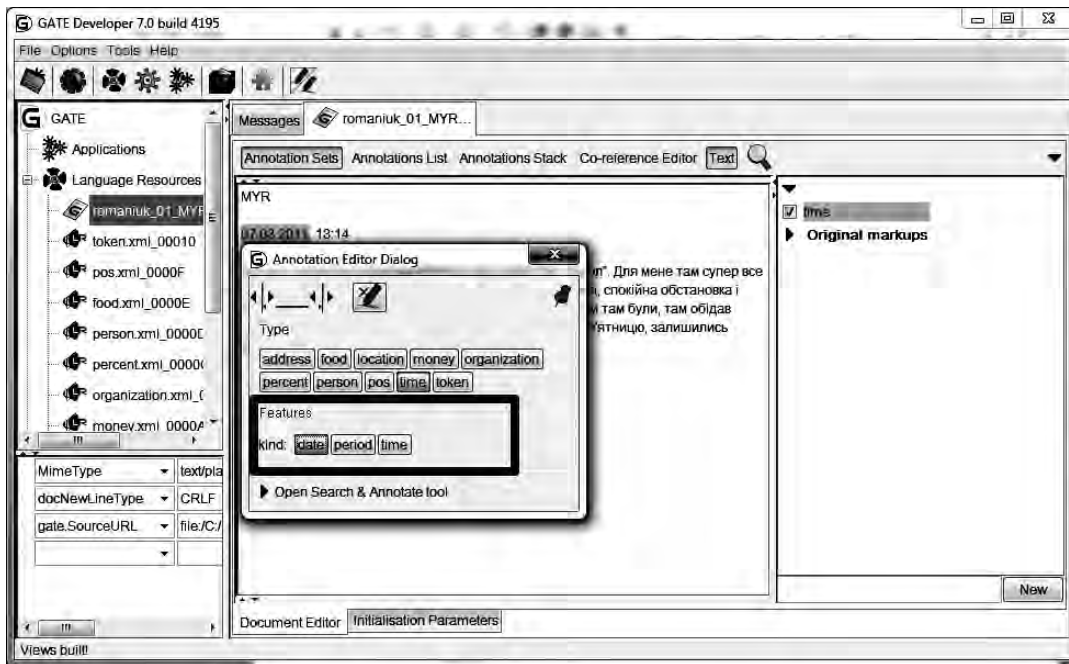 GATE Developer 7.0 build 4195
File Options Tools Help
GATE
Applications
Language Resources
romaniuk_01_MYR
token.xml_00010
pos.xml_0000F
food.xml_0000E
person.xml_0000D
percent.xml_0000
organization.xml_
money.xml_0000A
MimeType text/pla
docNewLineType CRLF
gate.SourceURL file:/C:/
Messages romaniuk_01_MYR...
Annotation Sets Annotations List Annotations Stack Co-reference Editor Text
MYR
07.03.2011 13:14
Для мене там супер все
спокійна обстановка і
там були, там обідав
залишились
Annotation Editor Dialog
Type
address food location money organization
percent person pos time token
Features
kind: date period time
Open Search & Annotate tool
time
Original markups
New
Document Editor Initialisation Parameters
Views built!